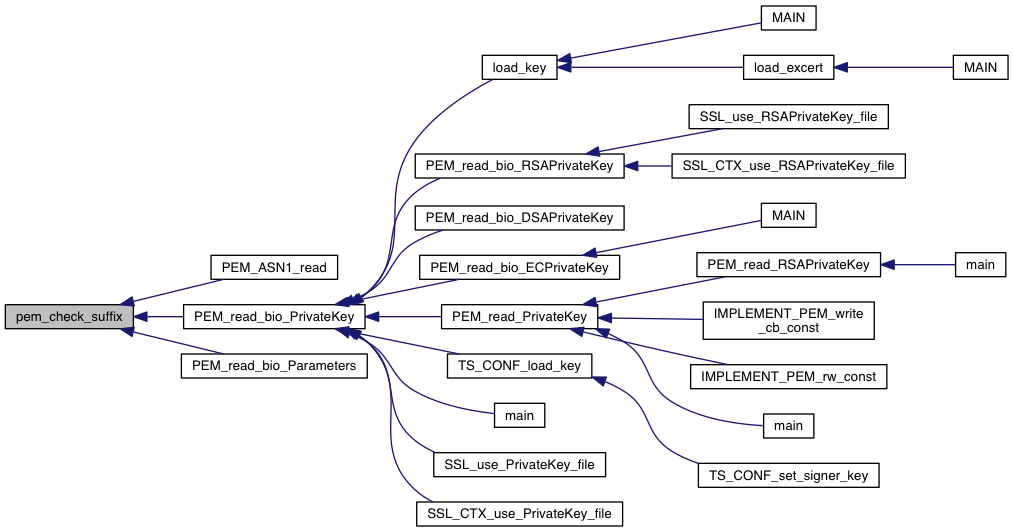 MAIN
load_key
load_excert
MAIN
SSL_use_RSAPrivateKey_file
PEM_read_bio_RSAPrivateKey
SSL_CTX_use_RSAPrivateKey_file
PEM_read_bio_DSAPrivateKey
MAIN
PEM_ASN1_read
PEM_read_bio_ECPrivateKey
PEM_read_RSAPrivateKey
main
pem_check_suffix
PEM_read_bio_PrivateKey
PEM_read_PrivateKey
IMPLEMENT_PEM_write
_cb_const
PEM_read_bio_Parameters
TS_CONF_load_key
IMPLEMENT_PEM_rw_const
main
main
SSL_use_PrivateKey_file
TS_CONF_set_signer_key
SSL_CTX_use_PrivateKey_file